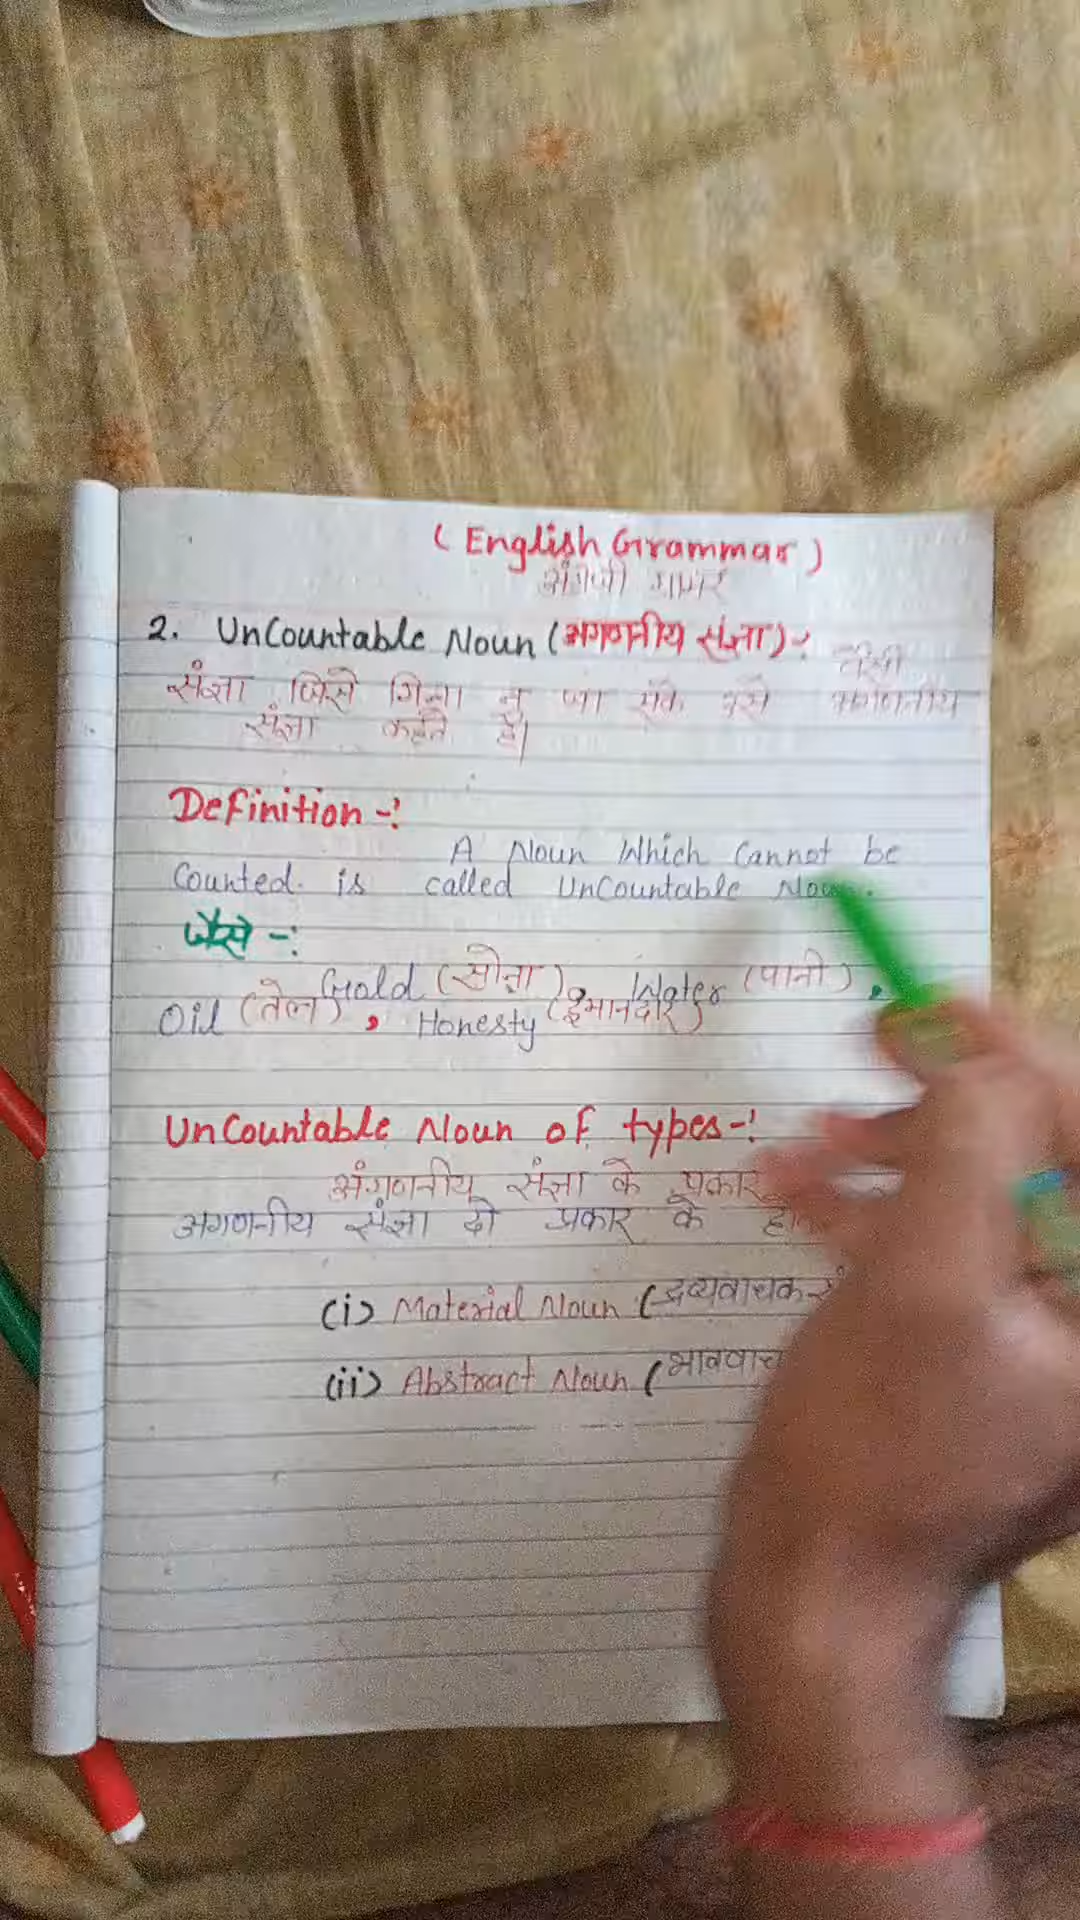 (English Grammar)
अंग्रेजी ग्रामर
2. UnCountable Noun (अगणनीय संज्ञा) -: वैसी
संज्ञा जिसे गिना न जा सके उसे अगणनीय
संज्ञा कहते है।
Definition -:
A Noun Which Cannot be
Counted. is called UnCountable Noun.
जैसे -:
Gold (सोना), Water (पानी),
Oil (तेल), Honesty (ईमानदार)
UnCountable Noun of types -:
अंगणनीय संज्ञा के प्रकार
अगणनीय संज्ञा दो प्रकार के
(i) Material Noun (द्रव्यवाचक
(ii) Abstract Noun (